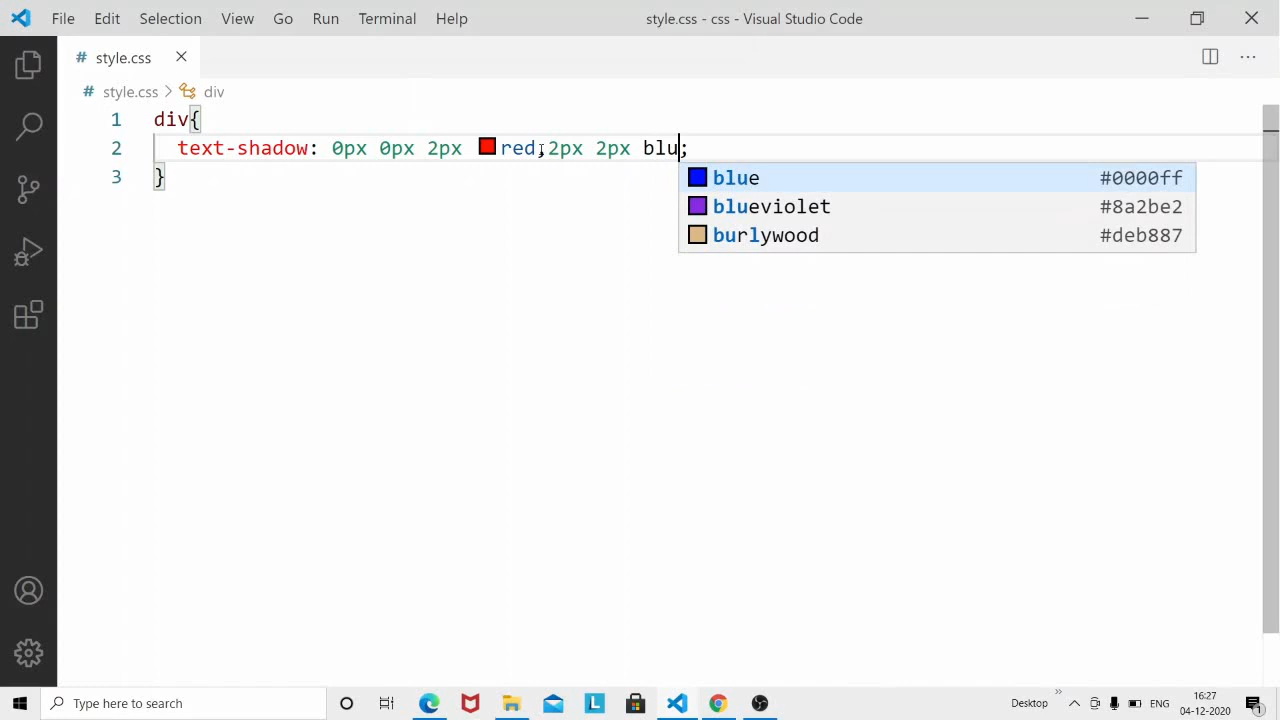 File Edit Selection View Go Run Terminal Help
style.css - css - Visual Studio Code
# style.css
# style.css > div
1 div{
2 text-shadow: 0px 0px 2px red,2px 2px blu;
3 }
blue #0000ff
blueviolet #8a2be2
burlywood #deb887
Type here to search
L
Desktop
»
ENG
16:27
04-12-2020
1